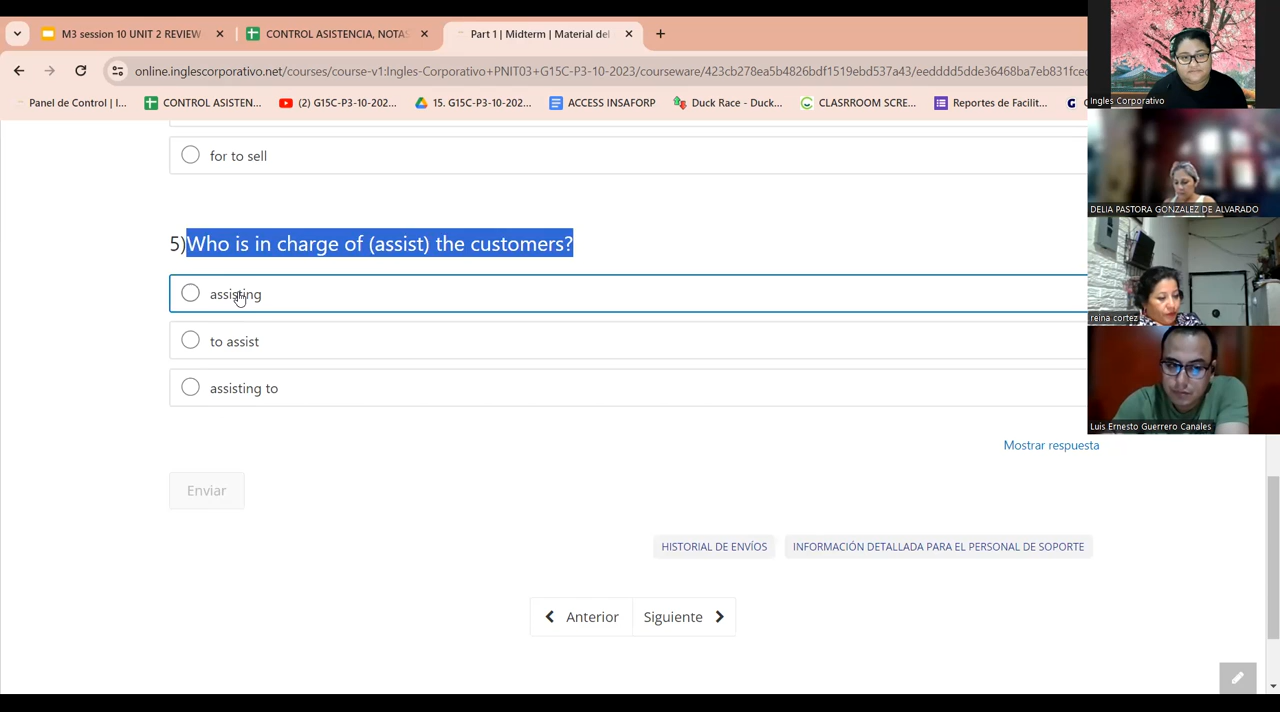 M3 session 10 UNIT 2 REVIEW
CONTROL ASISTENCIA, NOTAS
Part 1 | Midterm | Material del
online.inglescorporativo.net/courses/course-v1:Ingles-Corporativo+PNIT03+G15C-P3-10-2023/courseware/423cb278ea5b4826bdf1519ebd537a43/eedddd5dde36468ba7eb831fced
Panel de Control | I...
CONTROL ASISTEN...
(2) G15C-P3-10-202...
15. G15C-P3-10-202...
ACCESS INSAFORP
Duck Race - Duck...
CLASRROOM SCRE...
Reportes de Facilit...
Ingles Corporativo
DELIA PASTORA GONZALEZ DE ALVARADO
reina cortez
Luis Ernesto Guerrero Canales
for to sell
5)Who is in charge of (assist) the customers?
assisting
to assist
assisting to
Mostrar respuesta
Enviar
HISTORIAL DE ENVÍOS
INFORMACIÓN DETALLADA PARA EL PERSONAL DE SOPORTE
Anterior
Siguiente